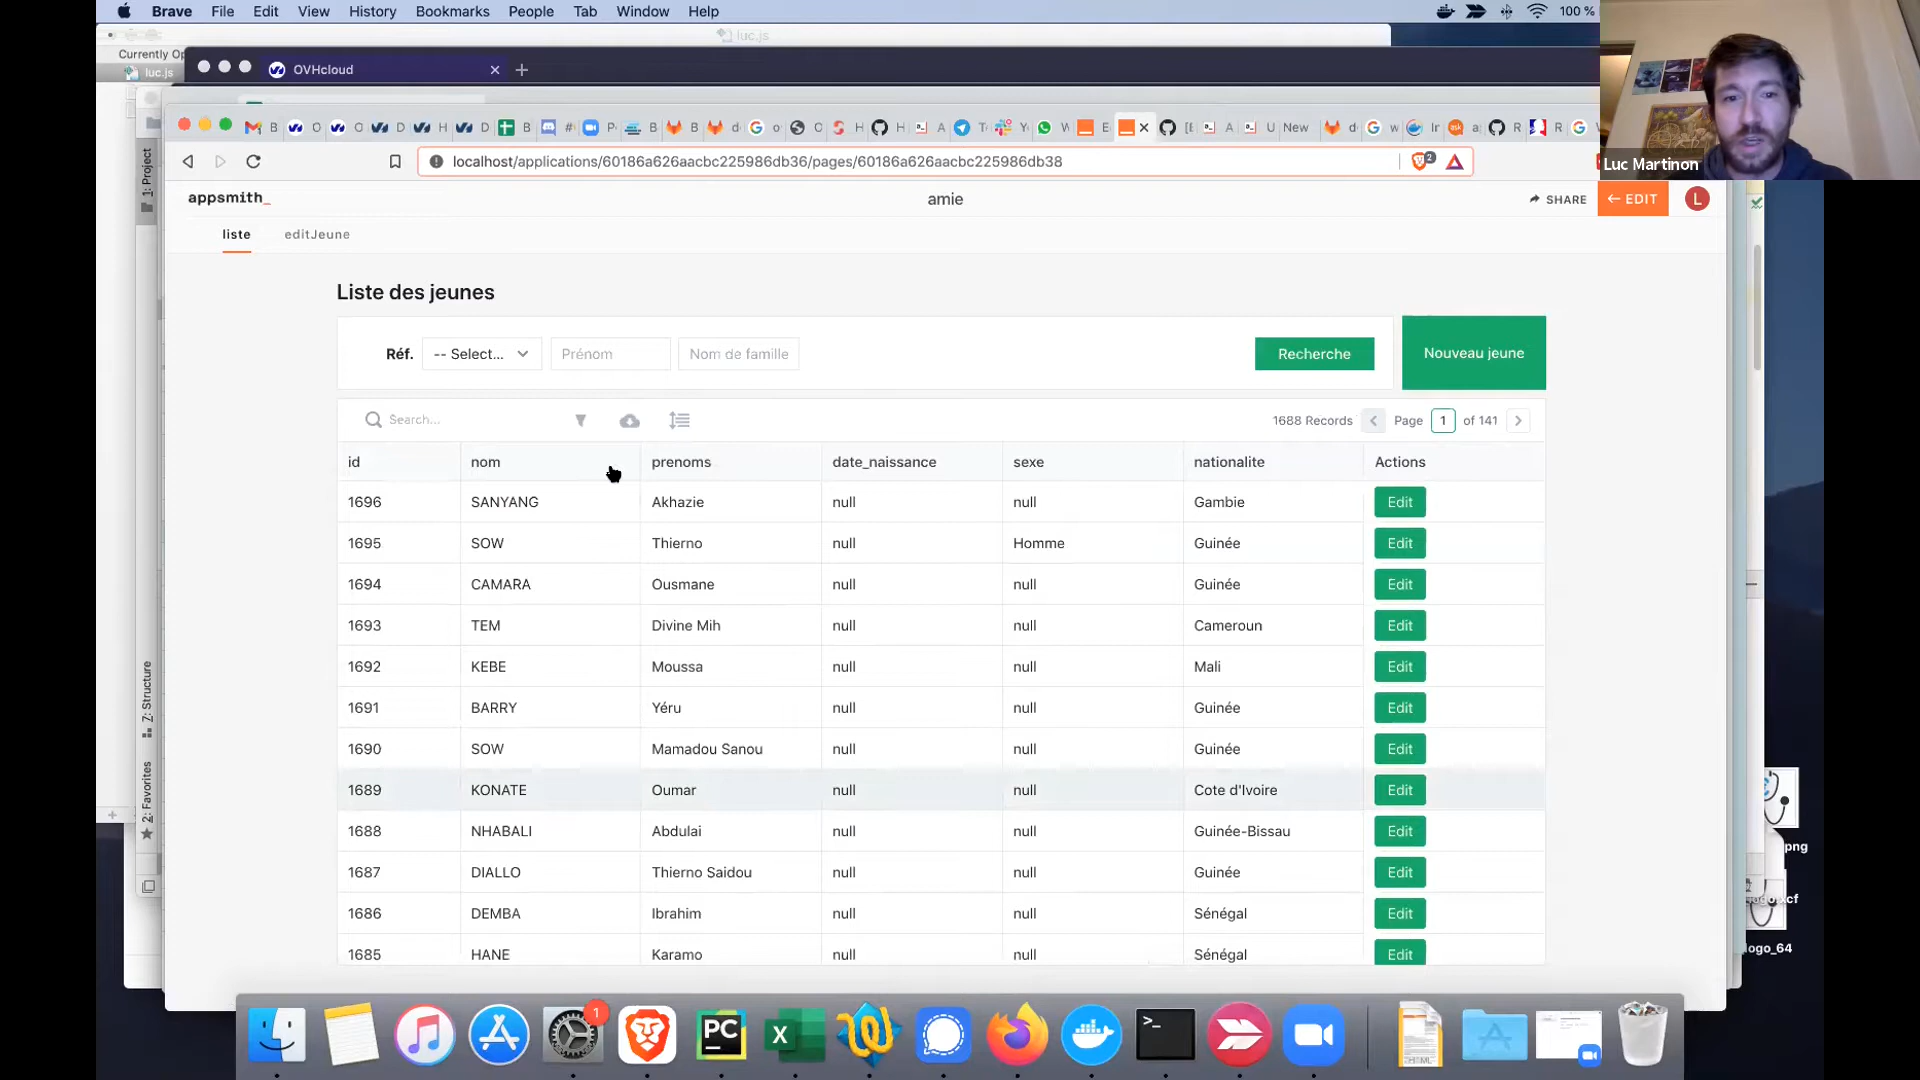 Brave File Edit View History Bookmarks People Tab Window Help 100 %
luc.js
Currently Op
luc.js
OVHcloud
localhost/applications/60186a626aacbc225986db36/pages/60186a626aacbc225986db38
2
Luc Martinon
appsmith_ amie SHARE ← EDIT L
liste editJeune
Liste des jeunes
Réf. -- Select... Prénom Nom de famille Recherche Nouveau jeune
Search... 1688 Records Page 1 of 141
id nom prenoms date_naissance sexe nationalite Actions
1696 SANYANG Akhazie null null Gambie Edit
1695 SOW Thierno null Homme Guinée Edit
1694 CAMARA Ousmane null null Guinée Edit
1693 TEM Divine Mih null null Cameroun Edit
1692 KEBE Moussa null null Mali Edit
1691 BARRY Yéru null null Guinée Edit
1690 SOW Mamadou Sanou null null Guinée Edit
1689 KONATE Oumar null null Cote d'Ivoire Edit
1688 NHABALI Abdulai null null Guinée-Bissau Edit
1687 DIALLO Thierno Saidou null null Guinée Edit
1686 DEMBA Ibrahim null null Sénégal Edit
1685 HANE Karamo null null Sénégal Edit
1: Project
7: Structure
2: Favorites
png
logo_64
1
PC